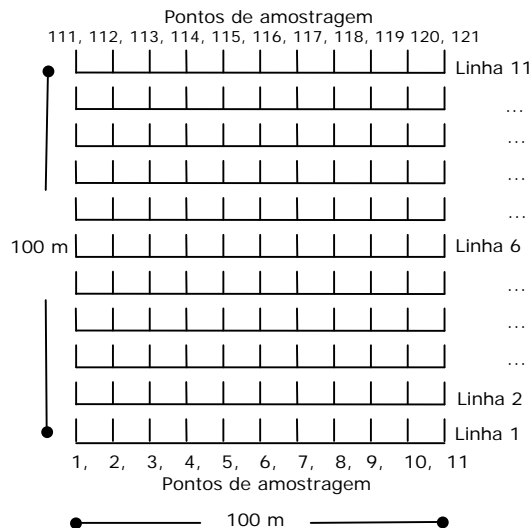 Pontos de amostragem
111, 112, 113, 114, 115, 116, 117, 118, 119 120, 121
Linha 11
...
...
...
...
100 m
Linha 6
...
...
...
Linha 2
Linha 1
1, 2, 3, 4, 5, 6, 7, 8, 9, 10, 11
Pontos de amostragem
100 m